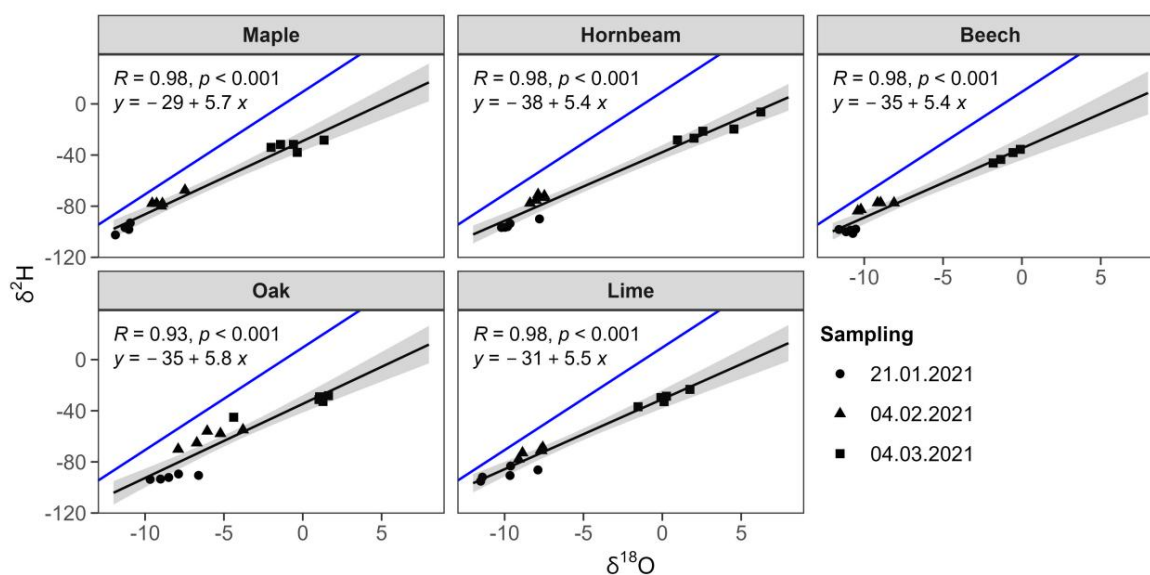 Maple
Hornbeam
Beech
R = 0.98, p < 0.001
y = − 29 + 5.7 x
R = 0.98, p < 0.001
y = − 38 + 5.4 x
R = 0.98, p < 0.001
y = − 35 + 5.4 x
0
-40
-80
-120
-10
-5
0
5
Oak
Lime
R = 0.93, p < 0.001
y = − 35 + 5.8 x
R = 0.98, p < 0.001
y = − 31 + 5.5 x
0
-40
-80
-120
-10
-5
0
5
-10
-5
0
5
δ²H
δ¹⁸O
Sampling
21.01.2021
04.02.2021
04.03.2021